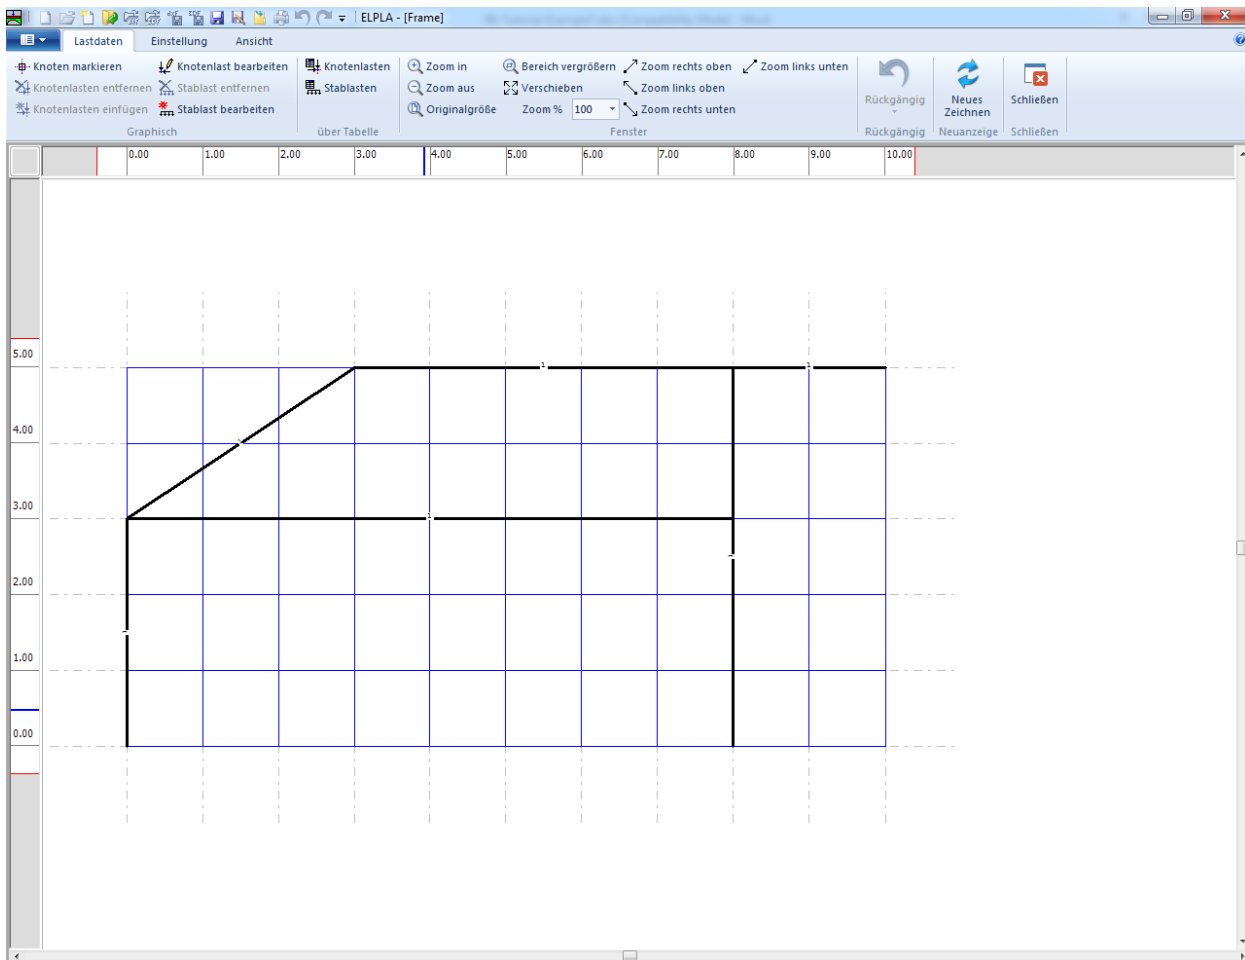 ELPLA - [Frame]
Lastdaten Einstellung Ansicht
Knoten markieren Knotenlast bearbeiten Knotenlasten Zoom in Bereich vergrößern Zoom rechts oben Zoom links unten
Knotenlasten entfernen Stablast entfernen Stablasten Zoom aus Verschieben Zoom links oben Rückgängig Neues Zeichnen Schließen
Knotenlasten einfügen Stablast bearbeiten Originalgröße Zoom % 100 Zoom rechts unten
Graphisch über Tabelle Fenster Rückgängig Neuanzeige Schließen
0.00 1.00 2.00 3.00 4.00 5.00 6.00 7.00 8.00 9.00 10.00
5.00
1 1
4.00
3.00
1
2.00
1.00
0.00